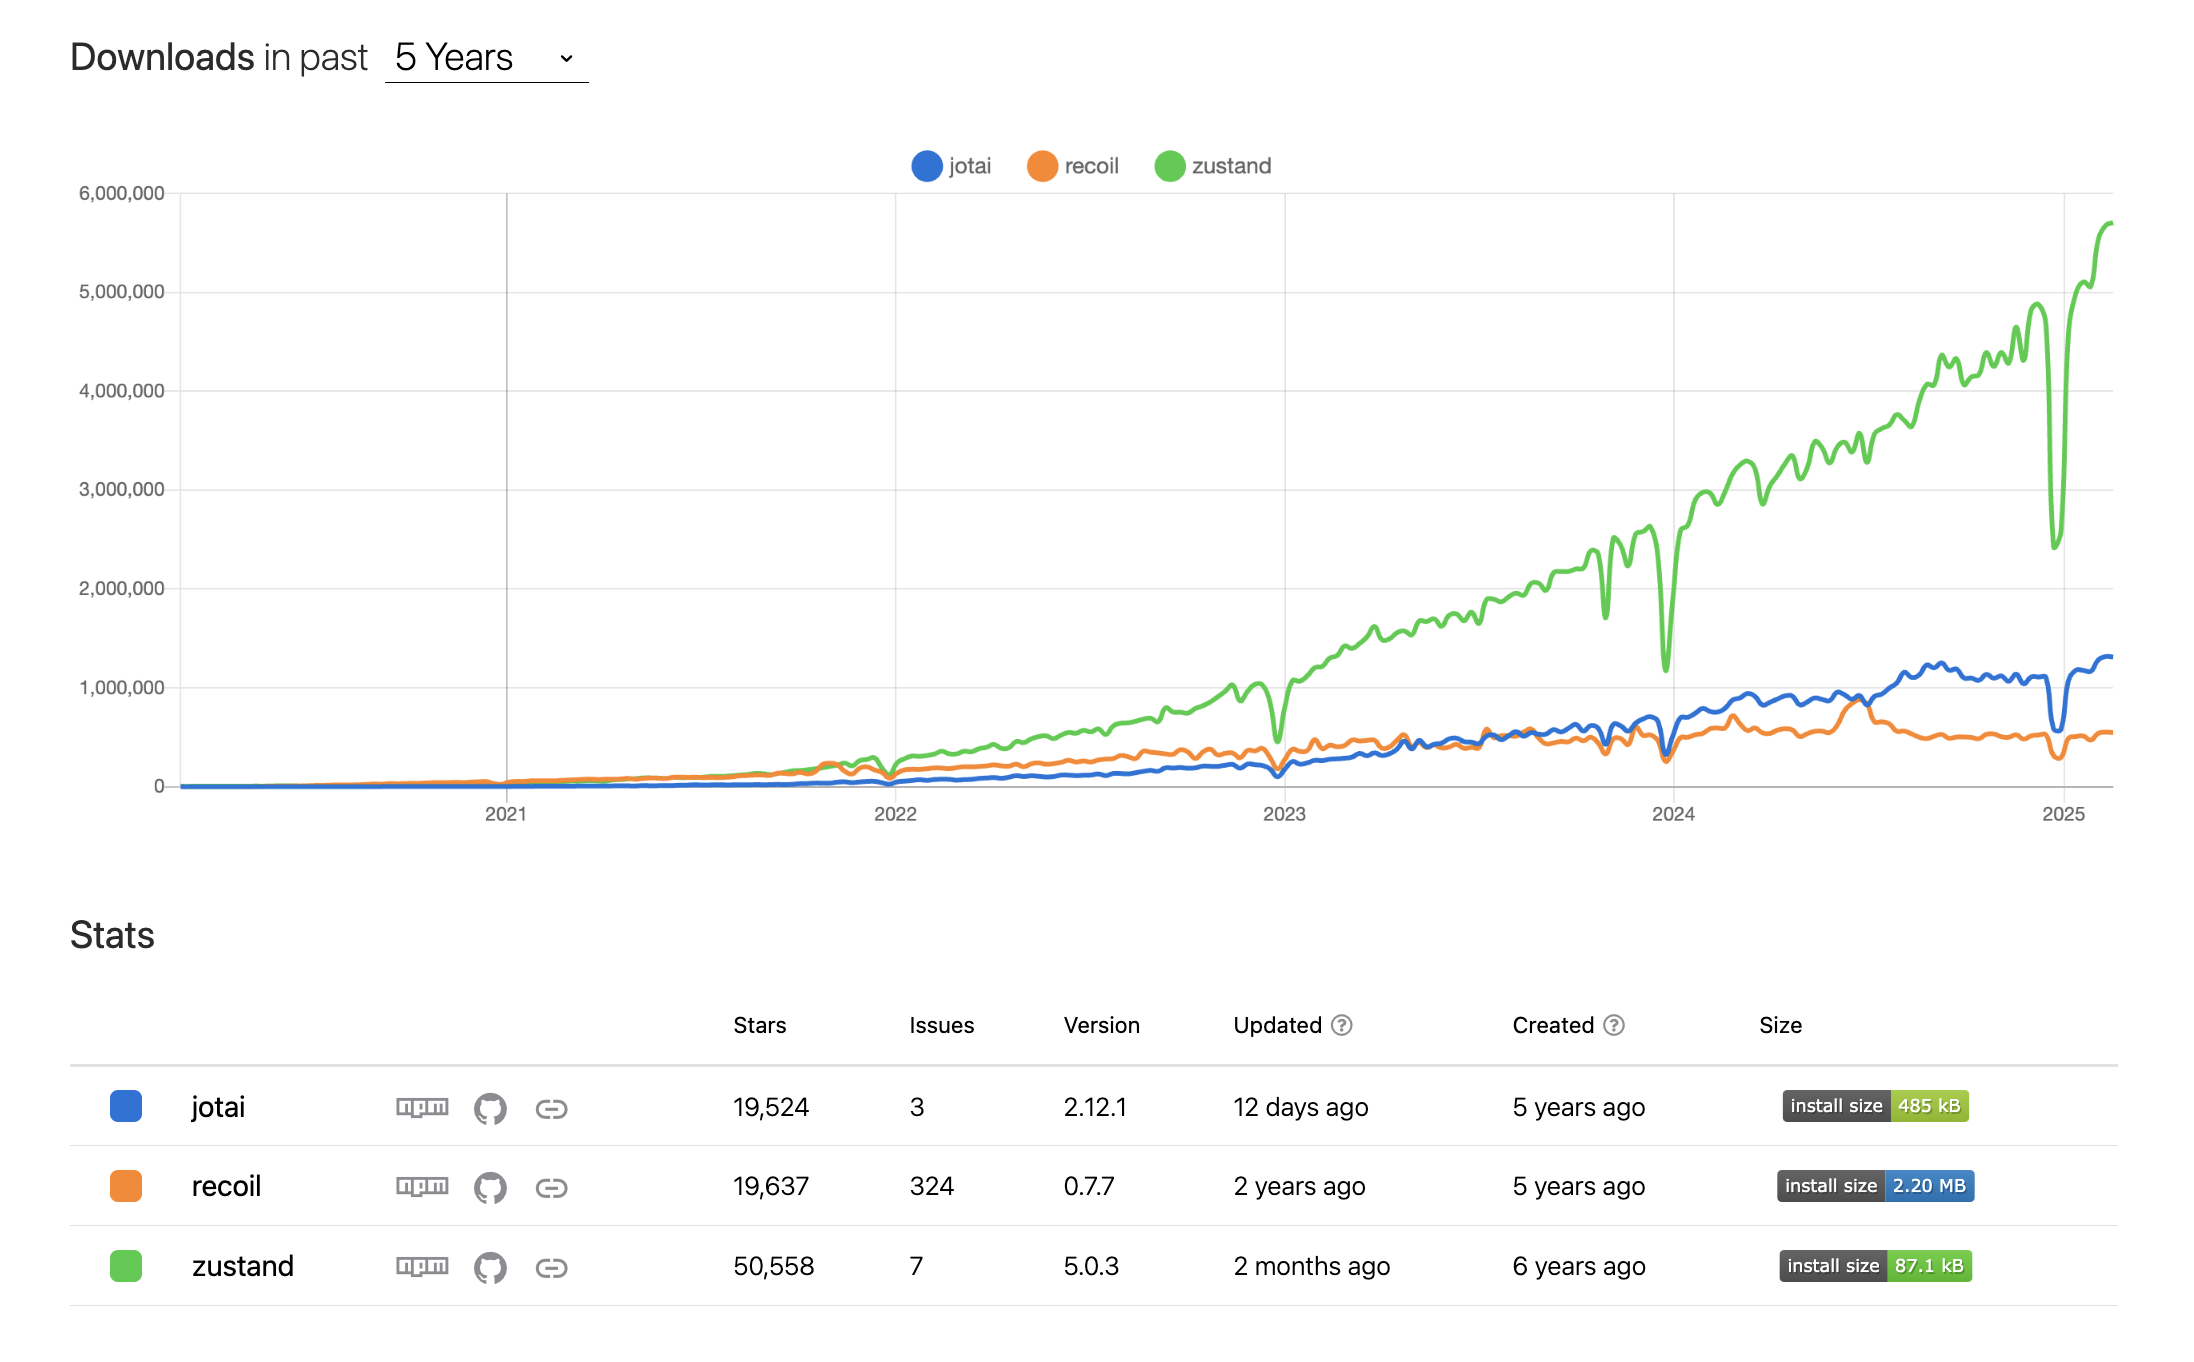 Downloads in past 5 Years
jotai recoil zustand
6,000,000
5,000,000
4,000,000
3,000,000
2,000,000
1,000,000
0
2021 2022 2023 2024 2025
Stats
Stars Issues Version Updated ? Created ? Size
jotai npm 19,524 3 2.12.1 12 days ago 5 years ago install size 485 kB
recoil npm 19,637 324 0.7.7 2 years ago 5 years ago install size 2.20 MB
zustand npm 50,558 7 5.0.3 2 months ago 6 years ago install size 87.1 kB